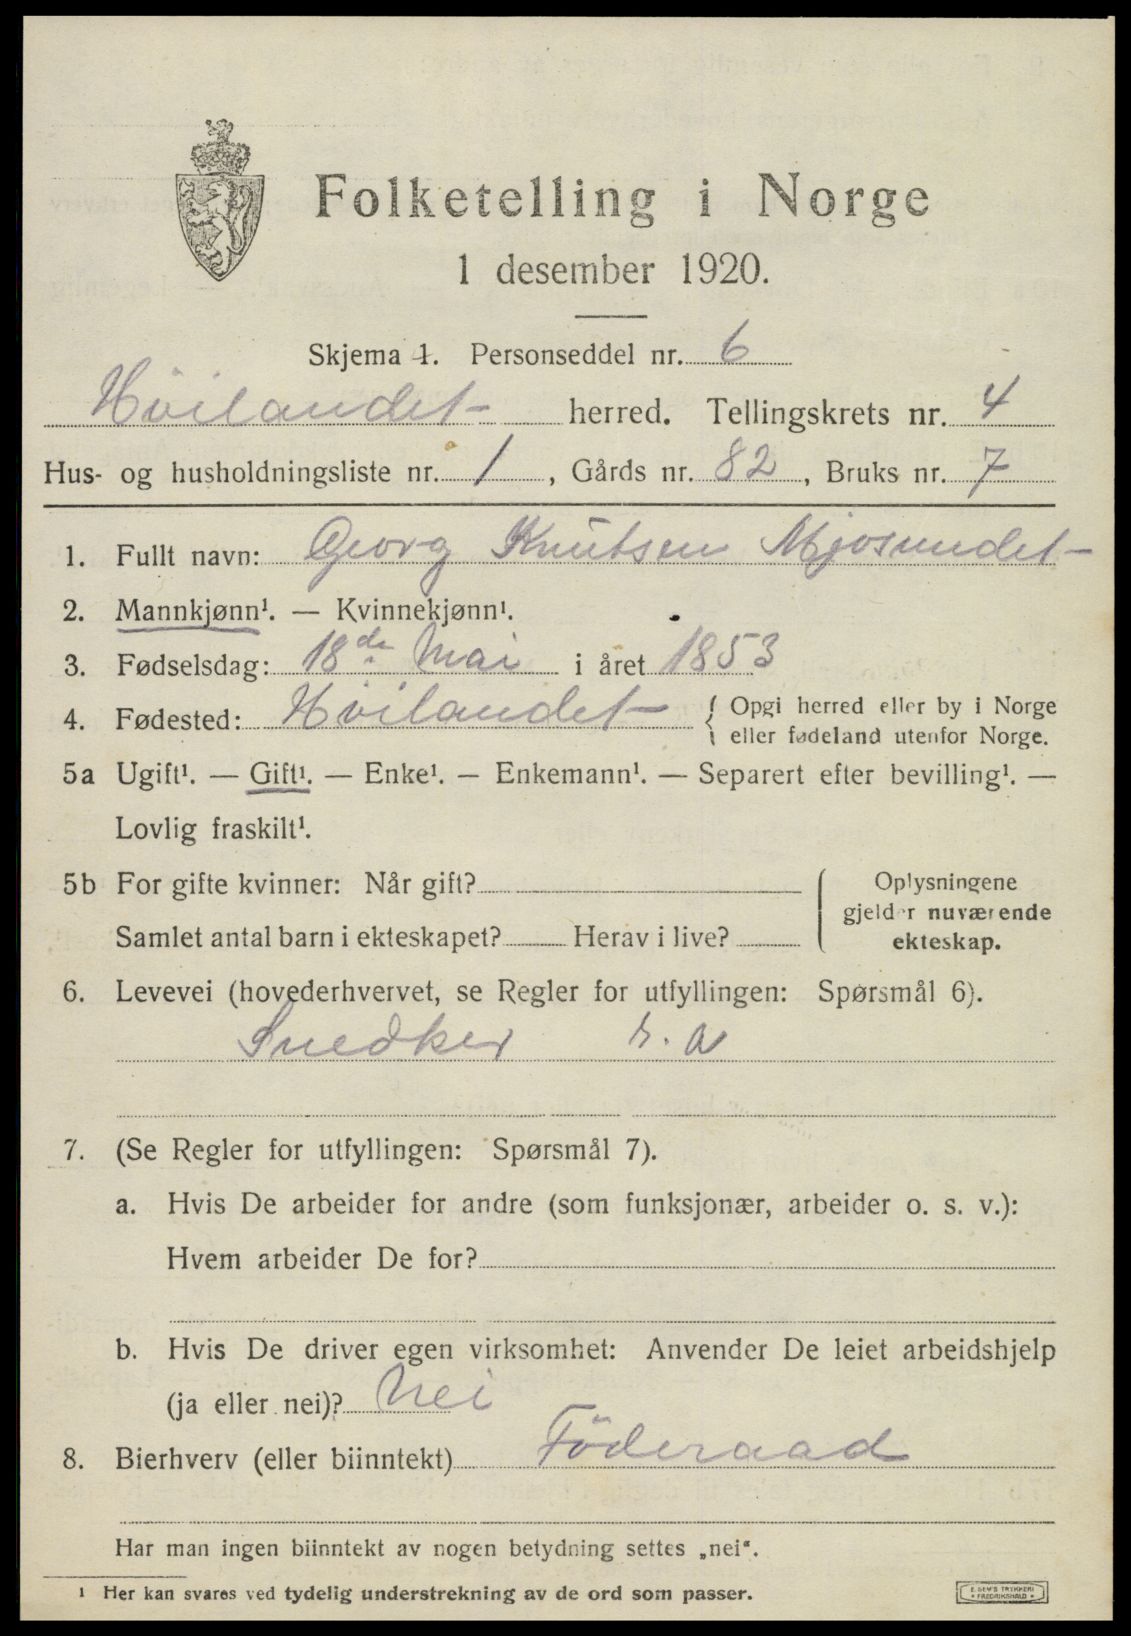 Folketelling i Norge
1 desember 1920.
Skjema 1. Personseddel nr. 6
Höilandet herred. Tellingskrets nr. 4
Hus- og husholdningsliste nr. 1, Gårds nr. 82, Bruks nr. 7
1. Fullt navn: Georg Knutsen Mjosundet
2. Mannkjønn¹. — Kvinnekjønn¹.
3. Fødselsdag: 18de Mai i året 1853
4. Fødested: Höilandet { Opgi herred eller by i Norge
eller fødeland utenfor Norge.
5a Ugift¹. — Gift¹. — Enke¹. — Enkemann¹. — Separert efter bevilling¹. —
Lovlig fraskilt¹.
5b For gifte kvinner: Når gift?
Samlet antal barn i ekteskapet? Herav i live?
Oplysningene
gjelder nuværende
ekteskap.
6. Levevei (hovederhvervet, se Regler for utfyllingen: Spørsmål 6).
Snedker s. a
7. (Se Regler for utfyllingen: Spørsmål 7).
a. Hvis De arbeider for andre (som funksjonær, arbeider o. s. v.):
Hvem arbeider De for?
b. Hvis De driver egen virksomhet: Anvender De leiet arbeidshjelp
(ja eller nei)? Nei
8. Bierhverv (eller biinntekt) Föderaad
Har man ingen biinntekt av nogen betydning settes „nei“.
¹ Her kan svares ved tydelig understrekning av de ord som passer.
E. SEM'S TRYKKERI
* FREDRIKSHALD *